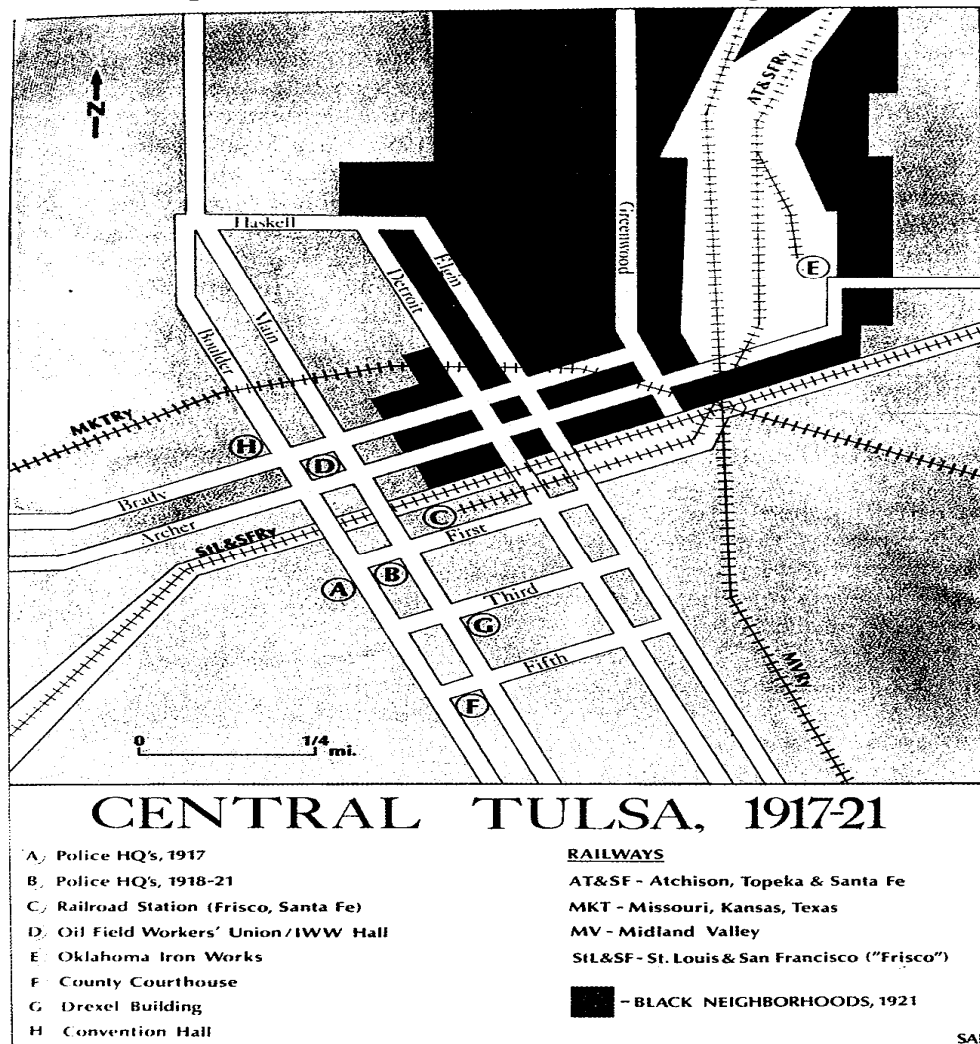 N
AT&SFRy
Haskell
Greenwood
Elgin
Detroit
E
Main
Boulder
MKTRy
H
D
Brady
Archer
C
StL&SFRy
First
B
A
Third
G
MVRy
Fifth
F
0 1/4
mi.
CENTRAL TULSA, 1917-21
A Police HQ's, 1917
B Police HQ's, 1918-21
C Railroad Station (Frisco, Santa Fe)
D Oil Field Workers' Union/IWW Hall
E Oklahoma Iron Works
F County Courthouse
G Drexel Building
H Convention Hall
RAILWAYS
AT&SF - Atchison, Topeka & Santa Fe
MKT - Missouri, Kansas, Texas
MV - Midland Valley
StL&SF - St. Louis & San Francisco ("Frisco")
- BLACK NEIGHBORHOODS, 1921